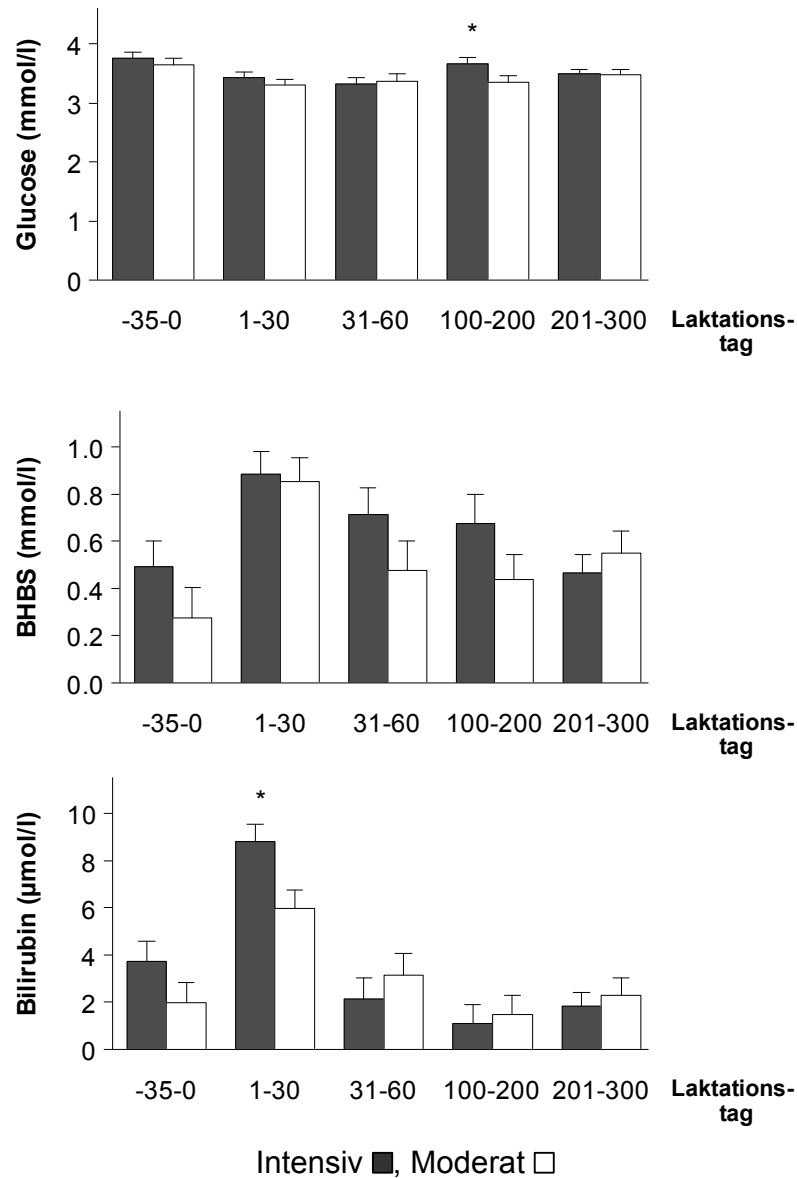 *
Glucose (mmol/l)
4
3
2
1
0
-35-0 1-30 31-60 100-200 201-300 Laktations-
tag
BHBS (mmol/l)
1.0
0.8
0.6
0.4
0.2
0.0
-35-0 1-30 31-60 100-200 201-300 Laktations-
tag
*
Bilirubin (µmol/l)
10
8
6
4
2
0
-35-0 1-30 31-60 100-200 201-300 Laktations-
tag
Intensiv ■, Moderat □